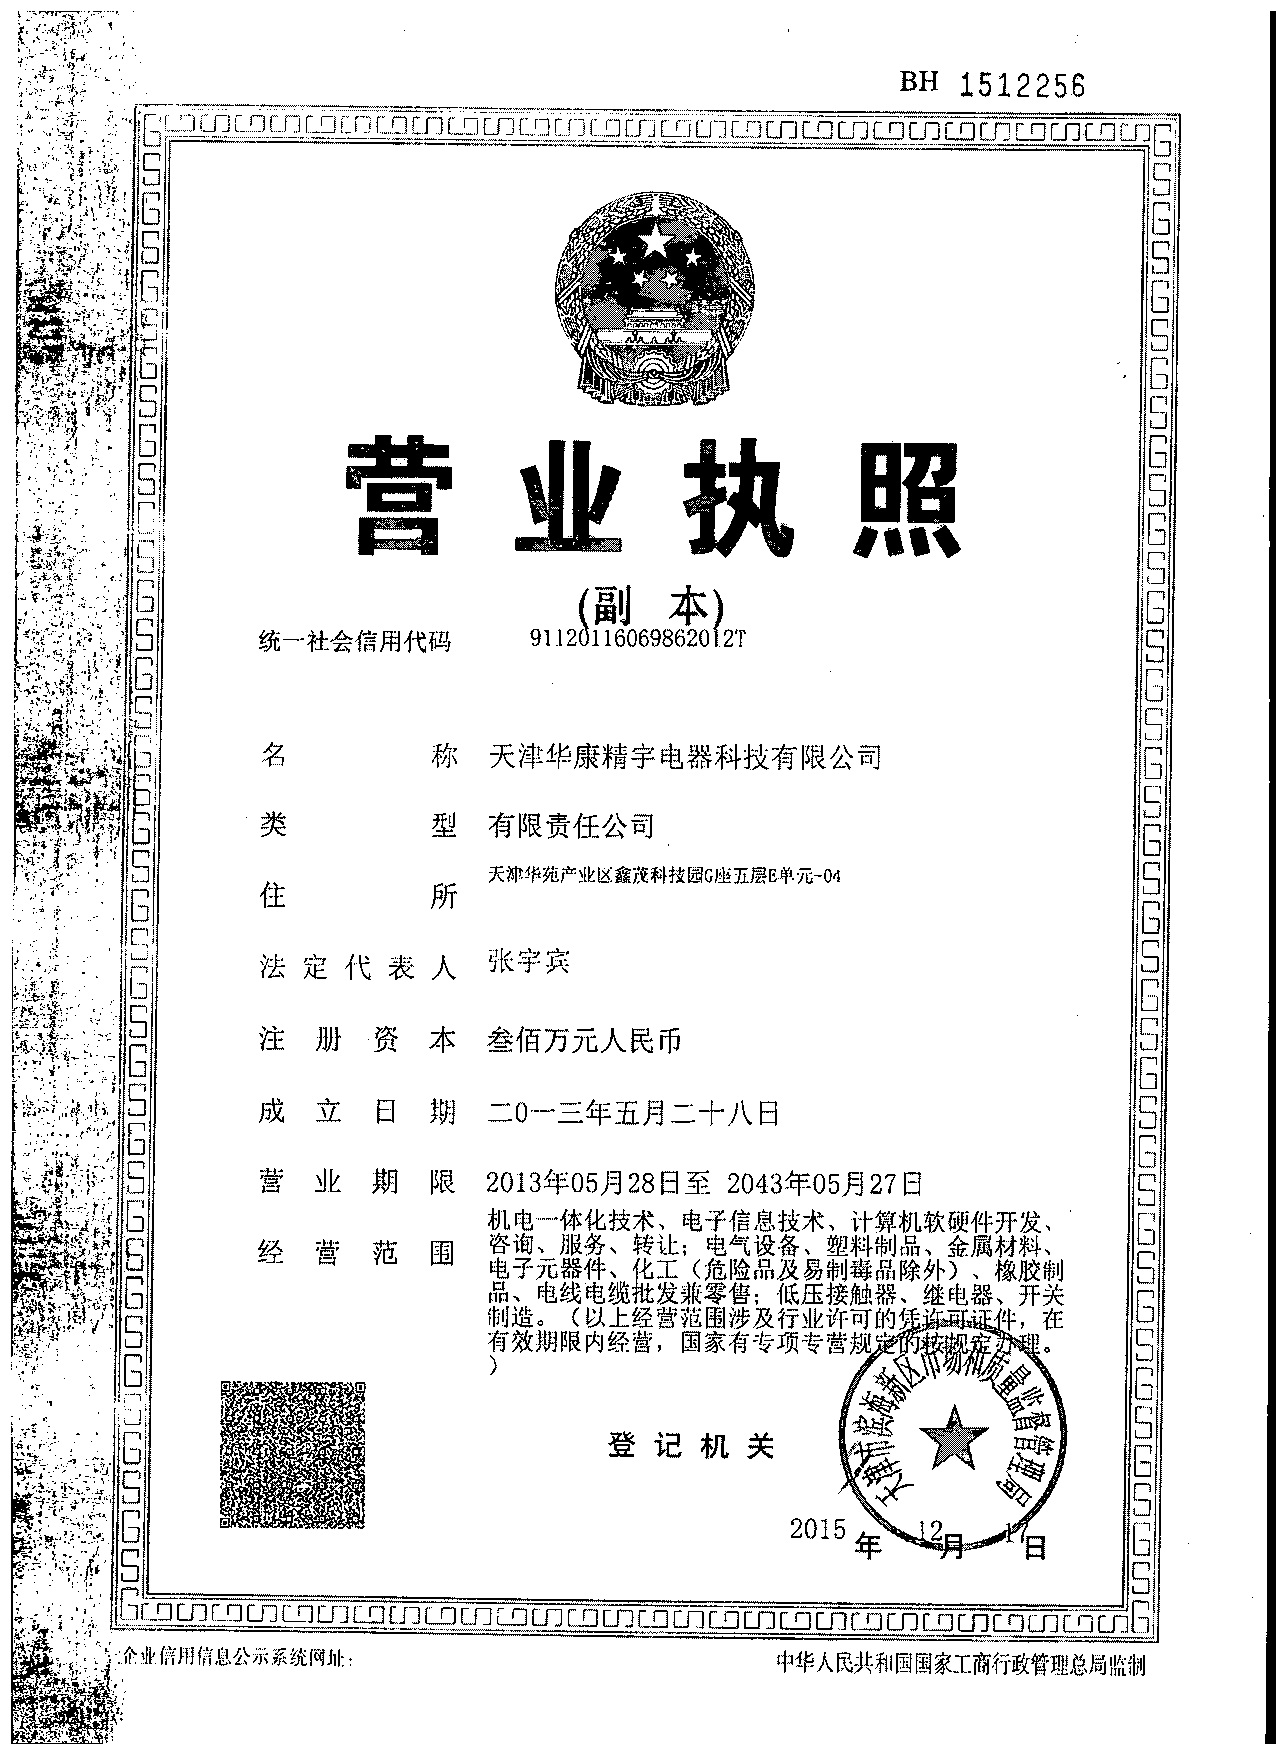 BH 1512256
营业执照
(副 本)
统一社会信用代码 91120116069862012T
名 称 天津华康精宇电器科技有限公司
类 型 有限责任公司
住 所 天津华苑产业区鑫茂科技园G座五层E单元-04
法定代表人 张宇宾
注册资本 叁佰万元人民币
成立日期 二0一三年五月二十八日
营业期限 2013年05月28日至 2043年05月27日
经营范围 机电一体化技术、电子信息技术、计算机软硬件开发、
咨询、服务、转让；电气设备、塑料制品、金属材料、
电子元器件、化工（危险品及易制毒品除外）、橡胶制
品、电线电缆批发兼零售；低压接触器、继电器、开关
制造。（以上经营范围涉及行业许可的凭许可证件，在
有效期限内经营，国家有专项专营规定的按规定办理。
）
天津市滨海新区市场和质量监督管理局
登记机关
2015 年 12月 17日
企业信用信息公示系统网址：
中华人民共和国国家工商行政管理总局监制